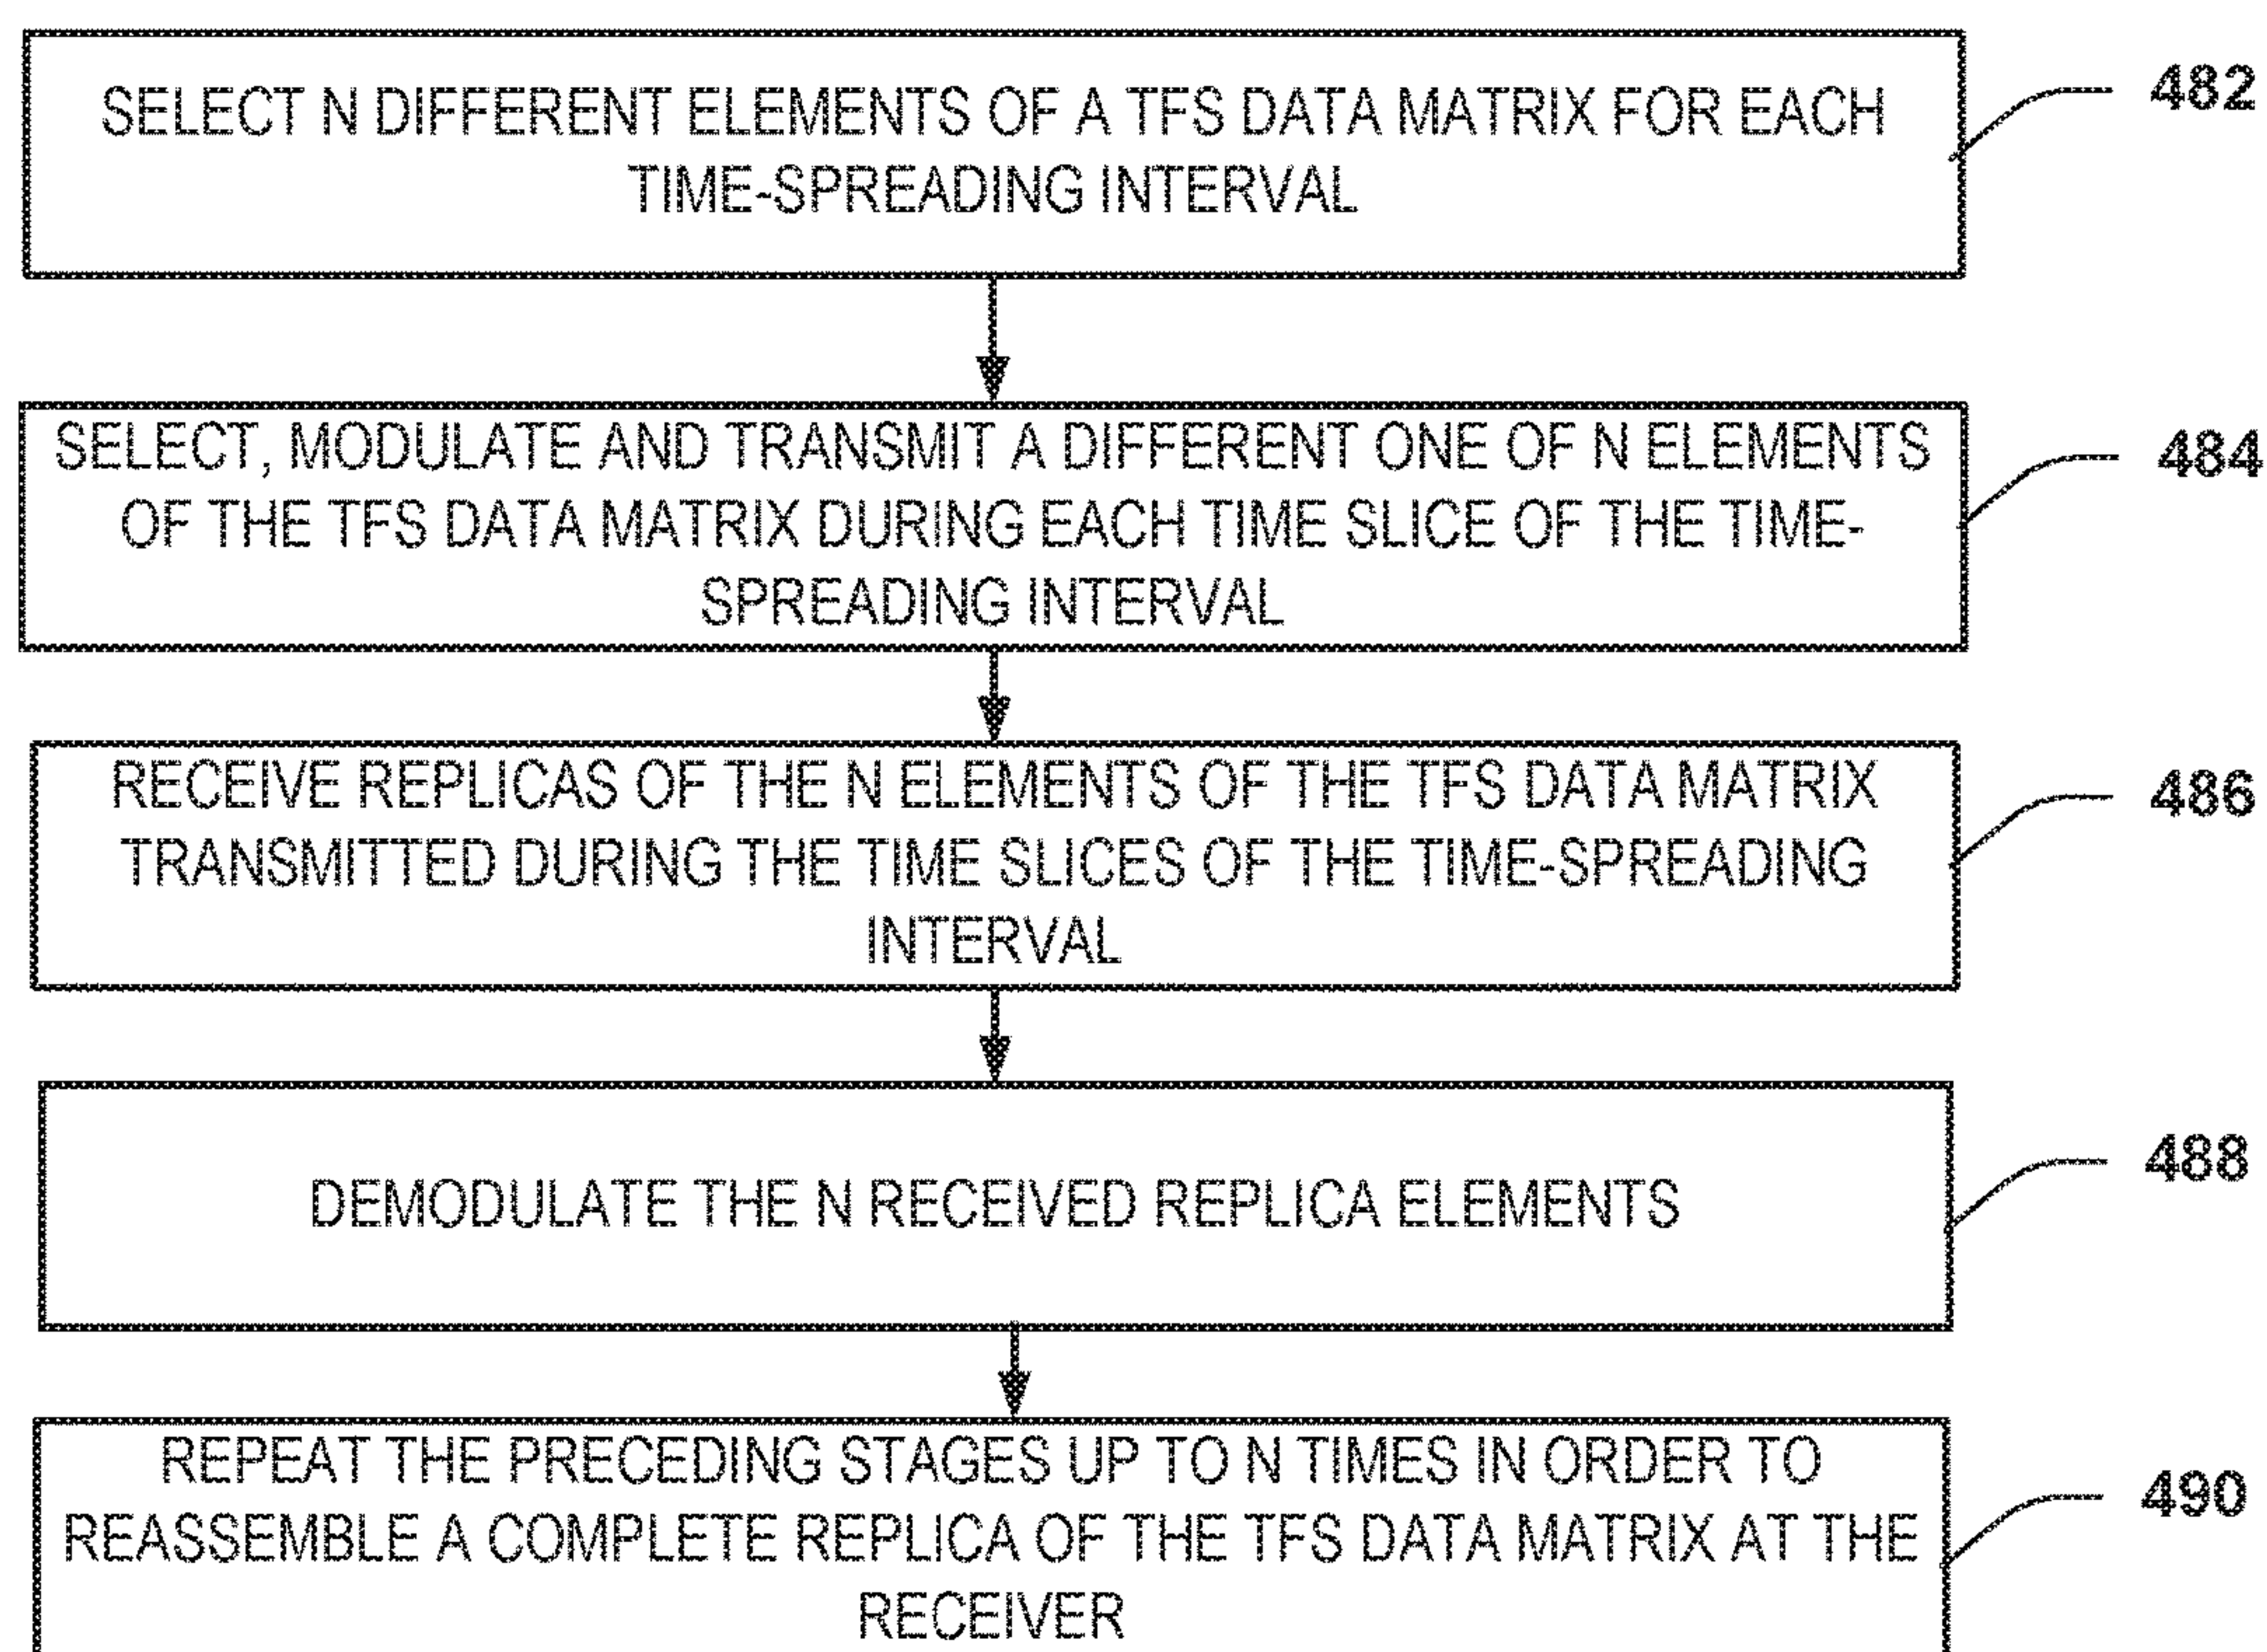 SELECT N DIFFERENT ELEMENTS OF A TFS DATA MATRIX FOR EACH
TIME-SPREADING INTERVAL
482
SELECT, MODULATE AND TRANSMIT A DIFFERENT ONE OF N ELEMENTS
OF THE TFS DATA MATRIX DURING EACH TIME SLICE OF THE TIME-
SPREADING INTERVAL
484
RECEIVE REPLICAS OF THE N ELEMENTS OF THE TFS DATA MATRIX
TRANSMITTED DURING THE TIME SLICES OF THE TIME-SPREADING
INTERVAL
486
DEMODULATE THE N RECEIVED REPLICA ELEMENTS
488
REPEAT THE PRECEDING STAGES UP TO N TIMES IN ORDER TO
REASSEMBLE A COMPLETE REPLICA OF THE TFS DATA MATRIX AT THE
RECEIVER
490